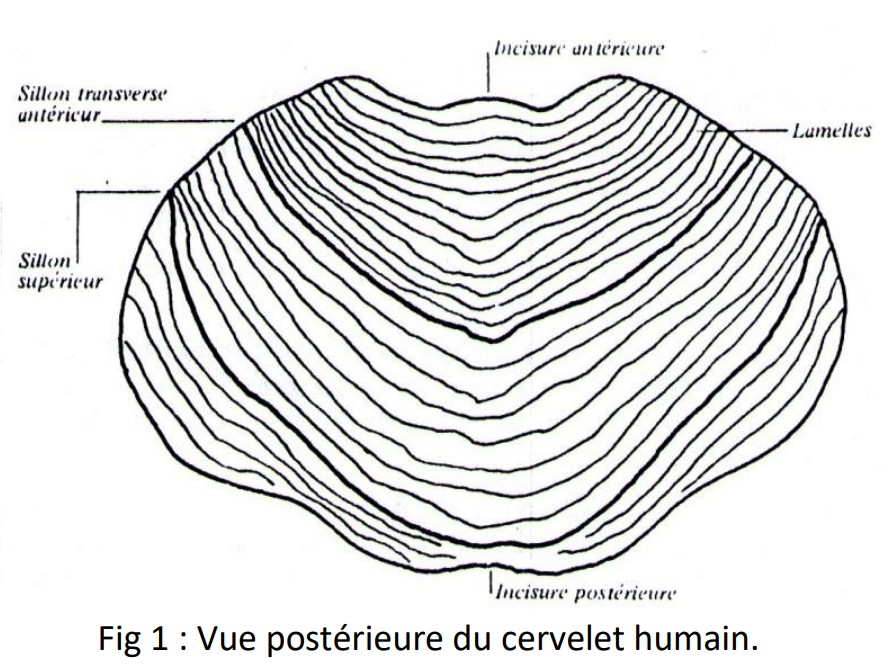 Incisure antérieure
Sillon transverse
antérieur
Lamelles
Sillon
supérieur
Incisure postérieure
Fig 1 : Vue postérieure du cervelet humain.